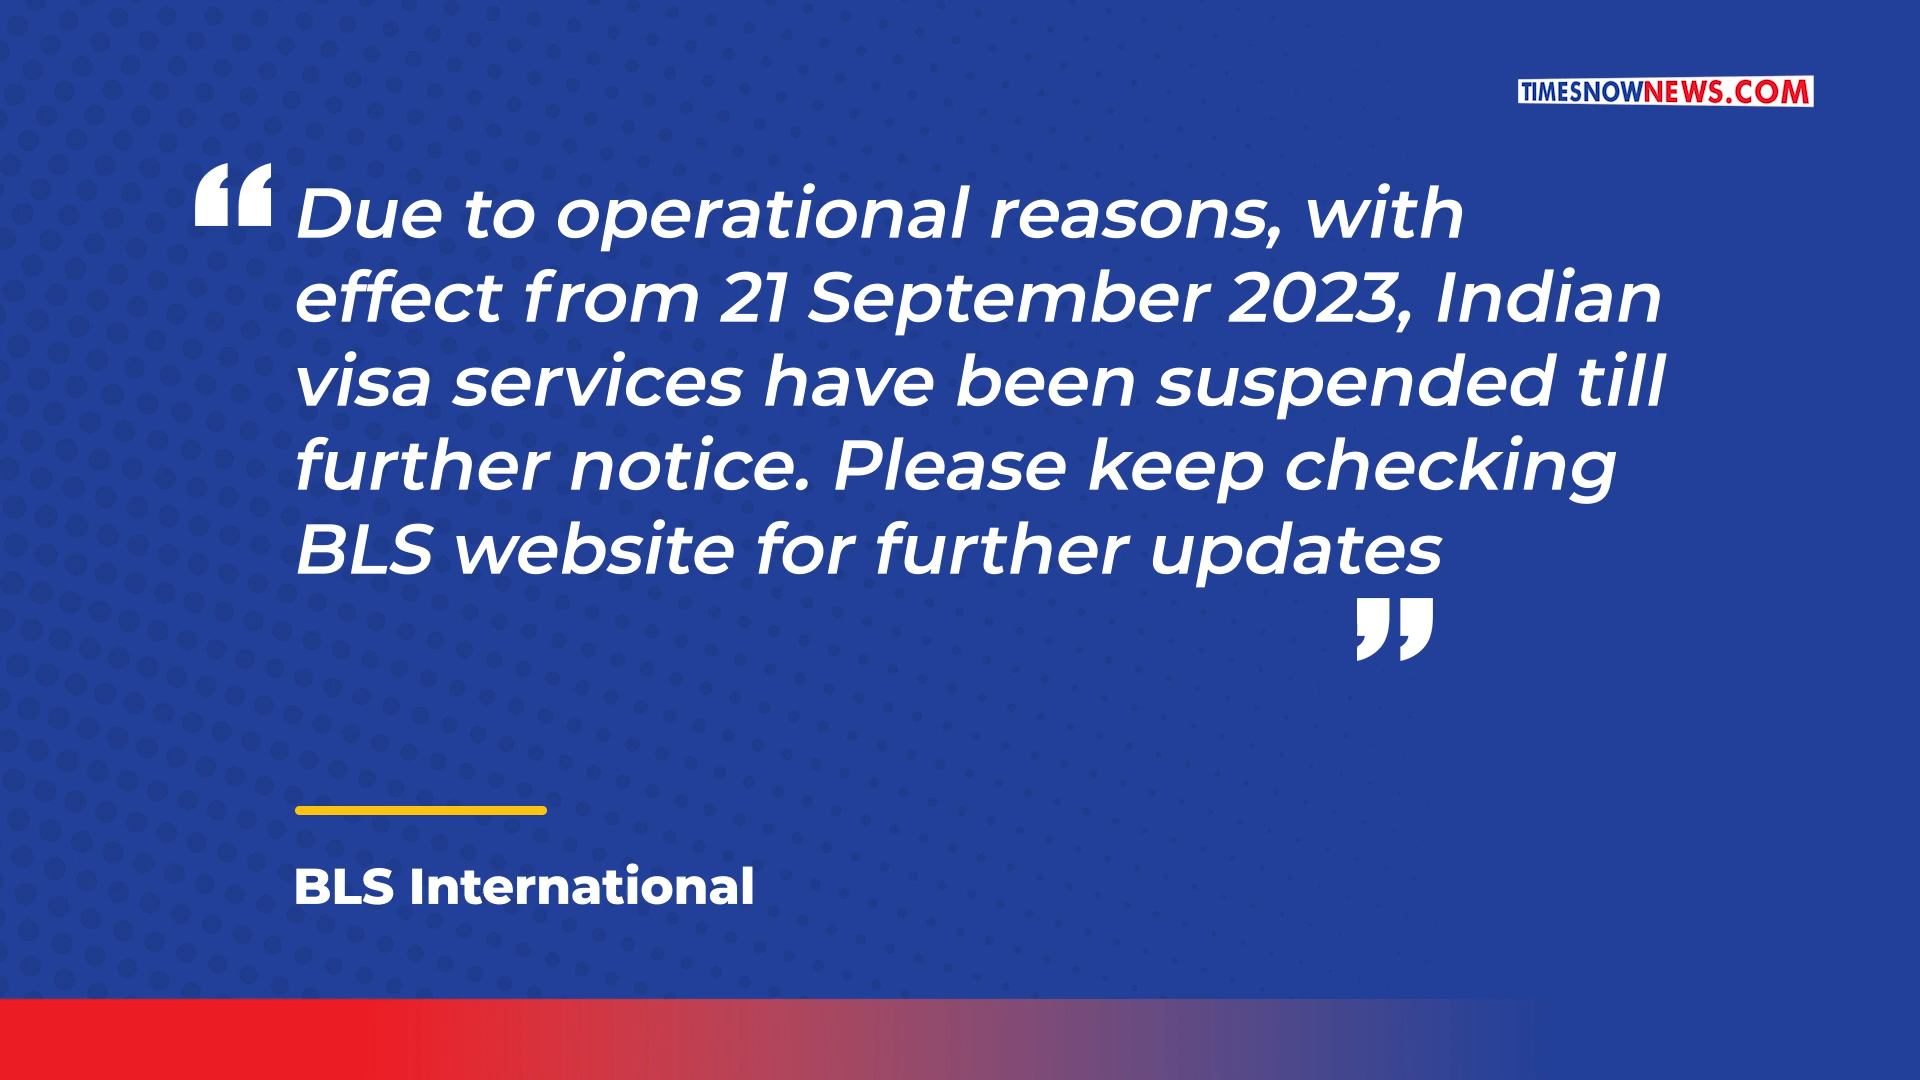 TIMESNOWNEWS.COM
“Due to operational reasons, with
effect from 21 September 2023, Indian
visa services have been suspended till
further notice. Please keep checking
BLS website for further updates
”
BLS International